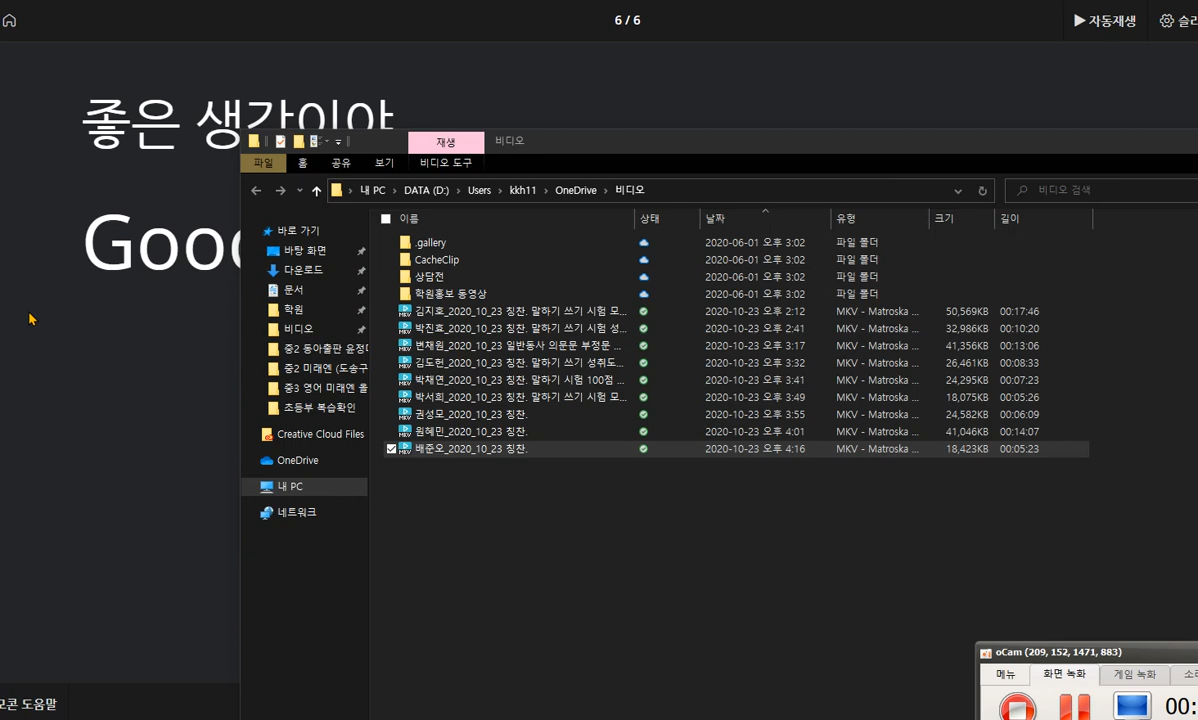 6 / 6
▶ 자동재생
좋은 생각이야
재생
비디오
파일 홈 공유 보기 비디오 도구
내 PC › DATA (D:) › Users › kkh11 › OneDrive › 비디오
비디오 검색
이름 상태 날짜 유형 크기 길이
Good
바로 가기
바탕 화면
다운로드
문서
학원
비디오
중2 동아출판 윤정미
중2 미래엔 (도송구
중3 영어 미래엔 올
초등부 복습확인
Creative Cloud Files
OneDrive
내 PC
네트워크
.gallery 2020-06-01 오후 3:02 파일 폴더
CacheClip 2020-06-01 오후 3:02 파일 폴더
상담전 2020-06-01 오후 3:02 파일 폴더
학원홍보 동영상 2020-06-01 오후 3:02 파일 폴더
김지호_2020_10_23 칭찬. 말하기 쓰기 시험 모... 2020-10-23 오후 2:12 MKV - Matroska ... 50,569KB 00:17:46
박진효_2020_10_23 칭찬. 말하기 쓰기 시험 성... 2020-10-23 오후 2:41 MKV - Matroska ... 32,986KB 00:10:20
변채원_2020_10_23 일반동사 의문문 부정문 ... 2020-10-23 오후 3:17 MKV - Matroska ... 41,356KB 00:13:06
김도헌_2020_10_23 칭찬. 말하기 쓰기 성취도... 2020-10-23 오후 3:32 MKV - Matroska ... 26,461KB 00:08:33
박재연_2020_10_23 칭찬. 말하기 시험 100점 ... 2020-10-23 오후 3:41 MKV - Matroska ... 24,295KB 00:07:23
박서희_2020_10_23 칭찬. 말하기 쓰기 시험 모... 2020-10-23 오후 3:49 MKV - Matroska ... 18,075KB 00:05:26
권성모_2020_10_23 칭찬. 2020-10-23 오후 3:55 MKV - Matroska ... 24,582KB 00:06:09
원혜민_2020_10_23 칭찬. 2020-10-23 오후 4:01 MKV - Matroska ... 41,046KB 00:14:07
배준오_2020_10_23 칭찬. 2020-10-23 오후 4:16 MKV - Matroska ... 18,423KB 00:05:23
oCam (209, 152, 1471, 883)
메뉴 화면 녹화 게임 녹화
00:
도움말